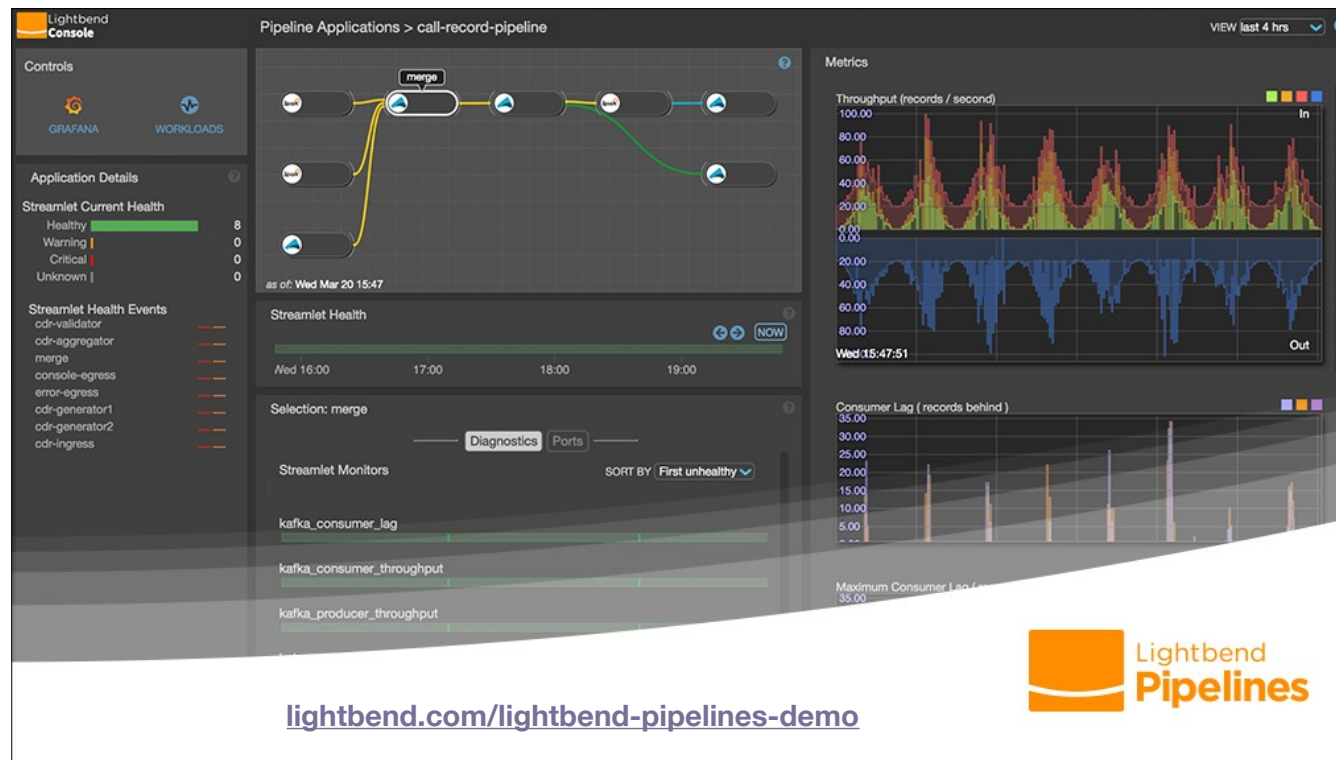 Lightbend
Console
Pipeline Applications > call-record-pipeline
VIEW last 4 hrs
Controls
GRAFANA
WORKLOADS
Application Details
Streamlet Current Health
Healthy 8
Warning 0
Critical 0
Unknown 0
Streamlet Health Events
cdr-validator
cdr-aggregator
merge
console-egress
error-egress
cdr-generator1
cdr-generator2
cdr-ingress
merge
as of: Wed Mar 20 15:47
Streamlet Health
NOW
Wed 16:00 17:00 18:00 19:00
Selection: merge
Diagnostics Ports
Streamlet Monitors
SORT BY First unhealthy
kafka_consumer_lag
kafka_consumer_throughput
kafka_producer_throughput
Metrics
Throughput (records / second)
In
100.00
80.00
60.00
40.00
20.00
0.00
0.00
20.00
40.00
60.00
80.00
Wed 15:47:51
Out
Consumer Lag ( records behind )
35.00
30.00
25.00
20.00
15.00
10.00
5.00
Maximum Consumer Lag
35.00
Lightbend
Pipelines
lightbend.com/lightbend-pipelines-demo